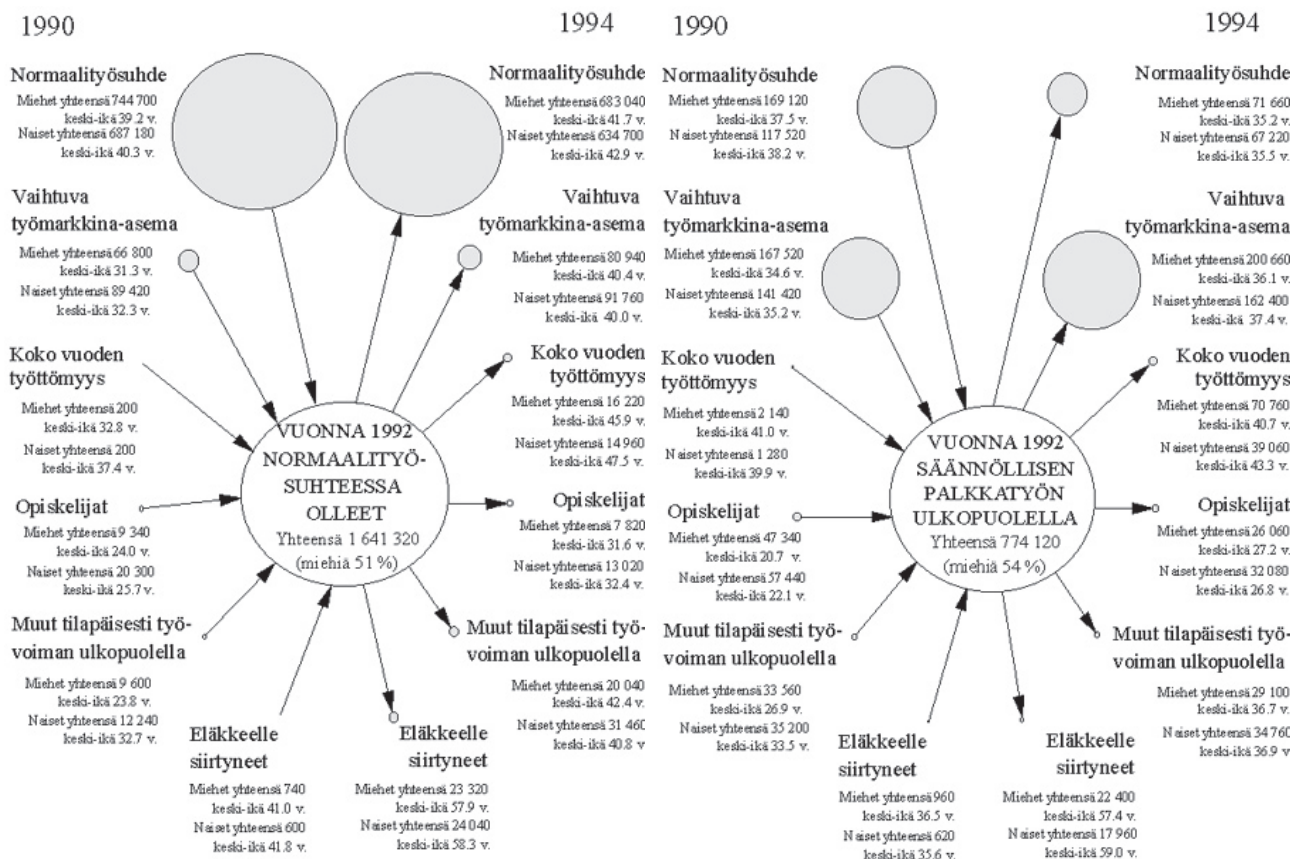 1990
1994
Normaalityösuhde
Miehet yhteensä 744 700
keski-ikä 39.2 v.
Naiset yhteensä 687 180
keski-ikä 40.3 v.
Normaalityösuhde
Miehet yhteensä 683 040
keski-ikä 41.7 v.
Naiset yhteensä 634 700
keski-ikä 42.9 v.
Vaihtuva
työmarkkina-asema
Miehet yhteensä 66 800
keski-ikä 31.3 v.
Naiset yhteensä 89 420
keski-ikä 32.3 v.
Vaihtuva
työmarkkina-asema
Miehet yhteensä 80 940
keski-ikä 40.4 v.
Naiset yhteensä 91 760
keski-ikä 40.0 v.
Koko vuoden
työttömyys
Miehet yhteensä 200
keski-ikä 32.8 v.
Naiset yhteensä 200
keski-ikä 37.4 v.
Koko vuoden
työttömyys
Miehet yhteensä 16 220
keski-ikä 45.9 v.
Naiset yhteensä 14 960
keski-ikä 47.5 v.
VUONNA 1992
NORMAALITYÖ-
SUHTEESSA
OLLEET
Yhteensä 1 641 320
(miehiä 51 %)
Opiskelijat
Miehet yhteensä 9 340
keski-ikä 24.0 v.
Naiset yhteensä 20 300
keski-ikä 25.7 v.
Opiskelijat
Miehet yhteensä 7 820
keski-ikä 31.6 v.
Naiset yhteensä 13 020
keski-ikä 32.4 v.
Muut tilapäisesti työ-
voiman ulkopuolella
Miehet yhteensä 9 600
keski-ikä 23.8 v.
Naiset yhteensä 12 240
keski-ikä 32.7 v.
Muut tilapäisesti työ-
voiman ulkopuolella
Miehet yhteensä 20 040
keski-ikä 42.4 v.
Naiset yhteensä 31 460
keski-ikä 40.8 v
Eläkkeelle
siirtyneet
Miehet yhteensä 740
keski-ikä 41.0 v.
Naiset yhteensä 600
keski-ikä 41.8 v.
Eläkkeelle
siirtyneet
Miehet yhteensä 23 320
keski-ikä 57.9 v.
Naiset yhteensä 24 040
keski-ikä 58.3 v.
1990
1994
Normaalityösuhde
Miehet yhteensä 169 120
keski-ikä 37.5 v.
Naiset yhteensä 117 520
keski-ikä 38.2 v.
Normaalityösuhde
Miehet yhteensä 71 660
keski-ikä 35.2 v.
Naiset yhteensä 67 220
keski-ikä 35.5 v.
Vaihtuva
työmarkkina-asema
Miehet yhteensä 167 520
keski-ikä 34.6 v.
Naiset yhteensä 141 420
keski-ikä 35.2 v.
Vaihtuva
työmarkkina-asema
Miehet yhteensä 200 660
keski-ikä 36.1 v.
Naiset yhteensä 162 400
keski-ikä 37.4 v.
Koko vuoden
työttömyys
Miehet yhteensä 2 140
keski-ikä 41.0 v.
Naiset yhteensä 1 280
keski-ikä 39.9 v.
Koko vuoden
työttömyys
Miehet yhteensä 70 760
keski-ikä 40.7 v.
Naiset yhteensä 39 060
keski-ikä 43.3 v.
VUONNA 1992
SÄÄNNÖLLISEN
PALKKATYÖN
ULKOPUOLELLA
Yhteensä 774 120
(miehiä 54 %)
Opiskelijat
Miehet yhteensä 47 340
keski-ikä 20.7 v.
Naiset yhteensä 57 440
keski-ikä 22.1 v.
Opiskelijat
Miehet yhteensä 26 060
keski-ikä 27.2 v.
Naiset yhteensä 32 080
keski-ikä 26.8 v.
Muut tilapäisesti työ-
voiman ulkopuolella
Miehet yhteensä 33 560
keski-ikä 26.9 v.
Naiset yhteensä 35 200
keski-ikä 33.5 v.
Muut tilapäisesti työ-
voiman ulkopuolella
Miehet yhteensä 29 100
keski-ikä 36.7 v.
Naiset yhteensä 34 760
keski-ikä 36.9 v
Eläkkeelle
siirtyneet
Miehet yhteensä 960
keski-ikä 36.5 v.
Naiset yhteensä 620
keski-ikä 35.6 v.
Eläkkeelle
siirtyneet
Miehet yhteensä 22 400
keski-ikä 57.4 v.
Naiset yhteensä 17 960
keski-ikä 59.0 v.